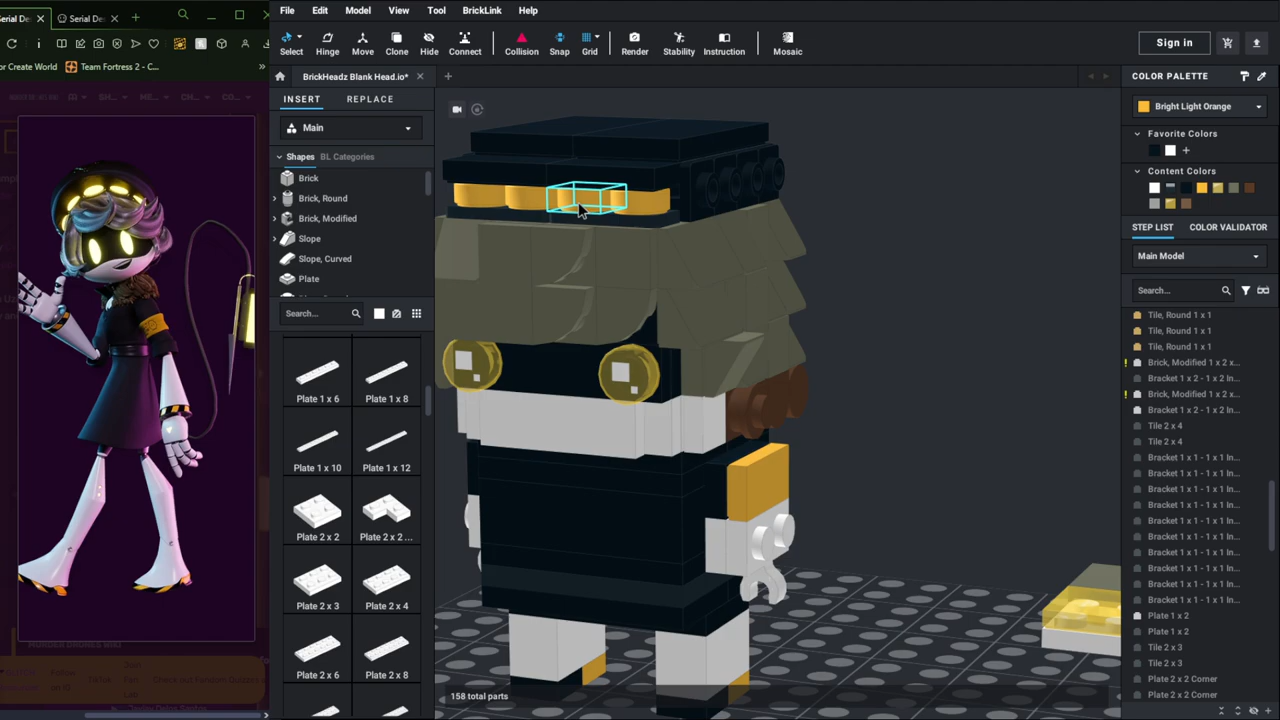 Serial De
Serial De
or Create World
Team Fortress 2 - C...
File Edit Model View Tool BrickLink Help
Select Hinge Move Clone Hide Connect Collision Snap Grid Render Stability Instruction Mosaic
Sign in
BrickHeadz Blank Head.io*
INSERT REPLACE
Main
Shapes BL Categories
Brick
Brick, Round
Brick, Modified
Slope
Slope, Curved
Plate
Search...
Plate 1 x 6 Plate 1 x 8
Plate 1 x 10 Plate 1 x 12
Plate 2 x 2 Plate 2 x 2 ...
Plate 2 x 3 Plate 2 x 4
Plate 2 x 6 Plate 2 x 8
158 total parts
COLOR PALETTE
Bright Light Orange
Favorite Colors
Content Colors
STEP LIST COLOR VALIDATOR
Main Model
Search...
Tile, Round 1 x 1
Tile, Round 1 x 1
Tile, Round 1 x 1
Brick, Modified 1 x 2 x...
Bracket 1 x 2 - 1 x 2 In...
Brick, Modified 1 x 2 x...
Bracket 1 x 2 - 1 x 2 In...
Tile 2 x 4
Tile 2 x 4
Bracket 1 x 1 - 1 x 1 In...
Bracket 1 x 1 - 1 x 1 In...
Bracket 1 x 1 - 1 x 1 In...
Bracket 1 x 1 - 1 x 1 In...
Bracket 1 x 1 - 1 x 1 In...
Bracket 1 x 1 - 1 x 1 In...
Bracket 1 x 1 - 1 x 1 In...
Bracket 1 x 1 - 1 x 1 In...
Bracket 1 x 1 - 1 x 1 In...
Bracket 1 x 1 - 1 x 1 In...
Plate 1 x 2
Plate 1 x 2
Tile 2 x 3
Tile 2 x 3
Tile 2 x 3
Plate 2 x 2 Corner
Plate 2 x 2 Corner